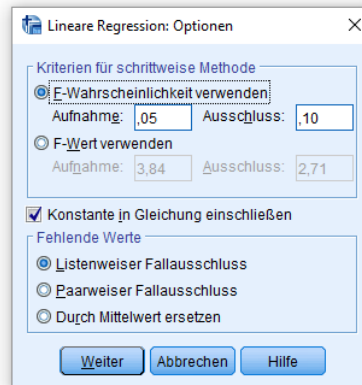 Lineare Regression: Optionen
Kriterien für schrittweise Methode
F-Wahrscheinlichkeit verwenden
Aufnahme: ,05 Ausschluss: ,10
F-Wert verwenden
Aufnahme: 3,84 Ausschluss: 2,71
Konstante in Gleichung einschließen
Fehlende Werte
Listenweiser Fallausschluss
Paarweiser Fallausschluss
Durch Mittelwert ersetzen
Weiter Abbrechen Hilfe